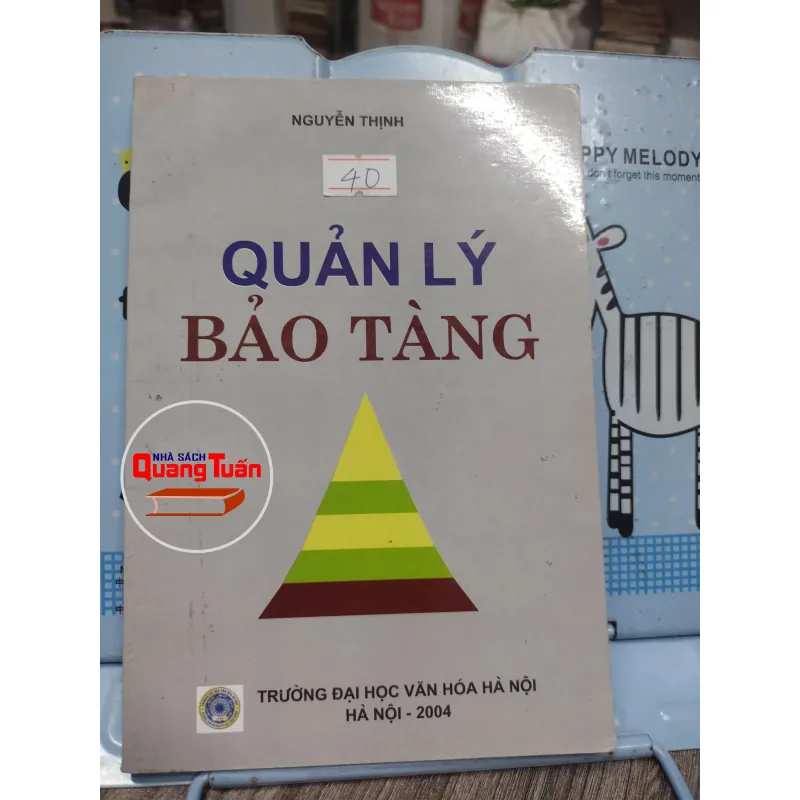 NGUYỄN THỊNH
40
QUẢN LÝ
BẢO TÀNG
NHÀ SÁCH
Quang Tuấn
TRƯỜNG ĐẠI HỌC VĂN HÓA HÀ NỘI
HÀ NỘI - 2004
PPY MELODY
don't forget this moment